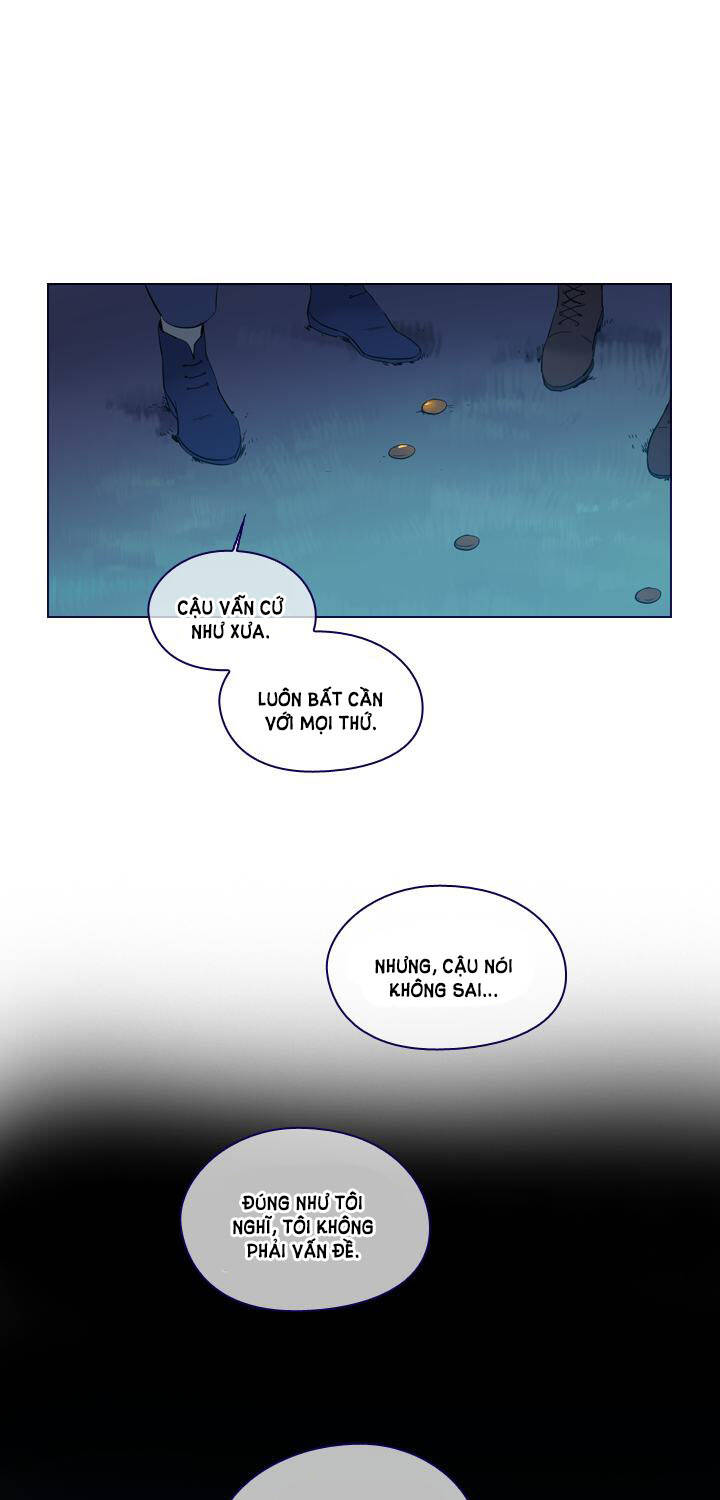 CẬU VẪN CỨ
NHƯ XƯA.
LUÔN BẤT CẦN
VỚI MỌI THỨ.
NHƯNG, CẬU NÓI
KHÔNG SAI...
ĐÚNG NHƯ TÔI
NGHĨ, TÔI KHÔNG
PHẢI VẤN ĐỀ.